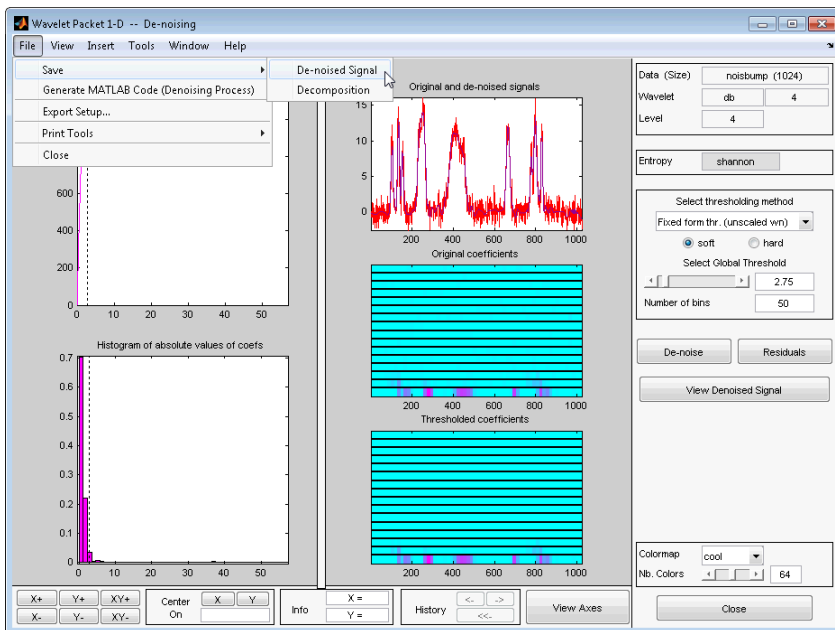 Wavelet Packet 1-D -- De-noising
File View Insert Tools Window Help
Save
De-noised Signal
Generate MATLAB Code (Denoising Process)
Decomposition
Export Setup...
Print Tools
Close
600
400
200
0
0 10 20 30 40 50
Histogram of absolute values of coefs
0.7
0.6
0.5
0.4
0.3
0.2
0.1
0
0 10 20 30 40 50
Original and de-noised signals
15
10
5
0
200 400 600 800 1000
Original coefficients
200 400 600 800 1000
Thresholded coefficients
200 400 600 800 1000
Data (Size) noisbump (1024)
Wavelet db 4
Level 4
Entropy shannon
Select thresholding method
Fixed form thr. (unscaled wn)
soft hard
Select Global Threshold
2.75
Number of bins 50
De-noise Residuals
View Denoised Signal
Colormap cool
Nb. Colors 64
X+ Y+ XY+
X- Y- XY-
Center On X Y
Info X = Y =
History <- -> <<-
View Axes
Close